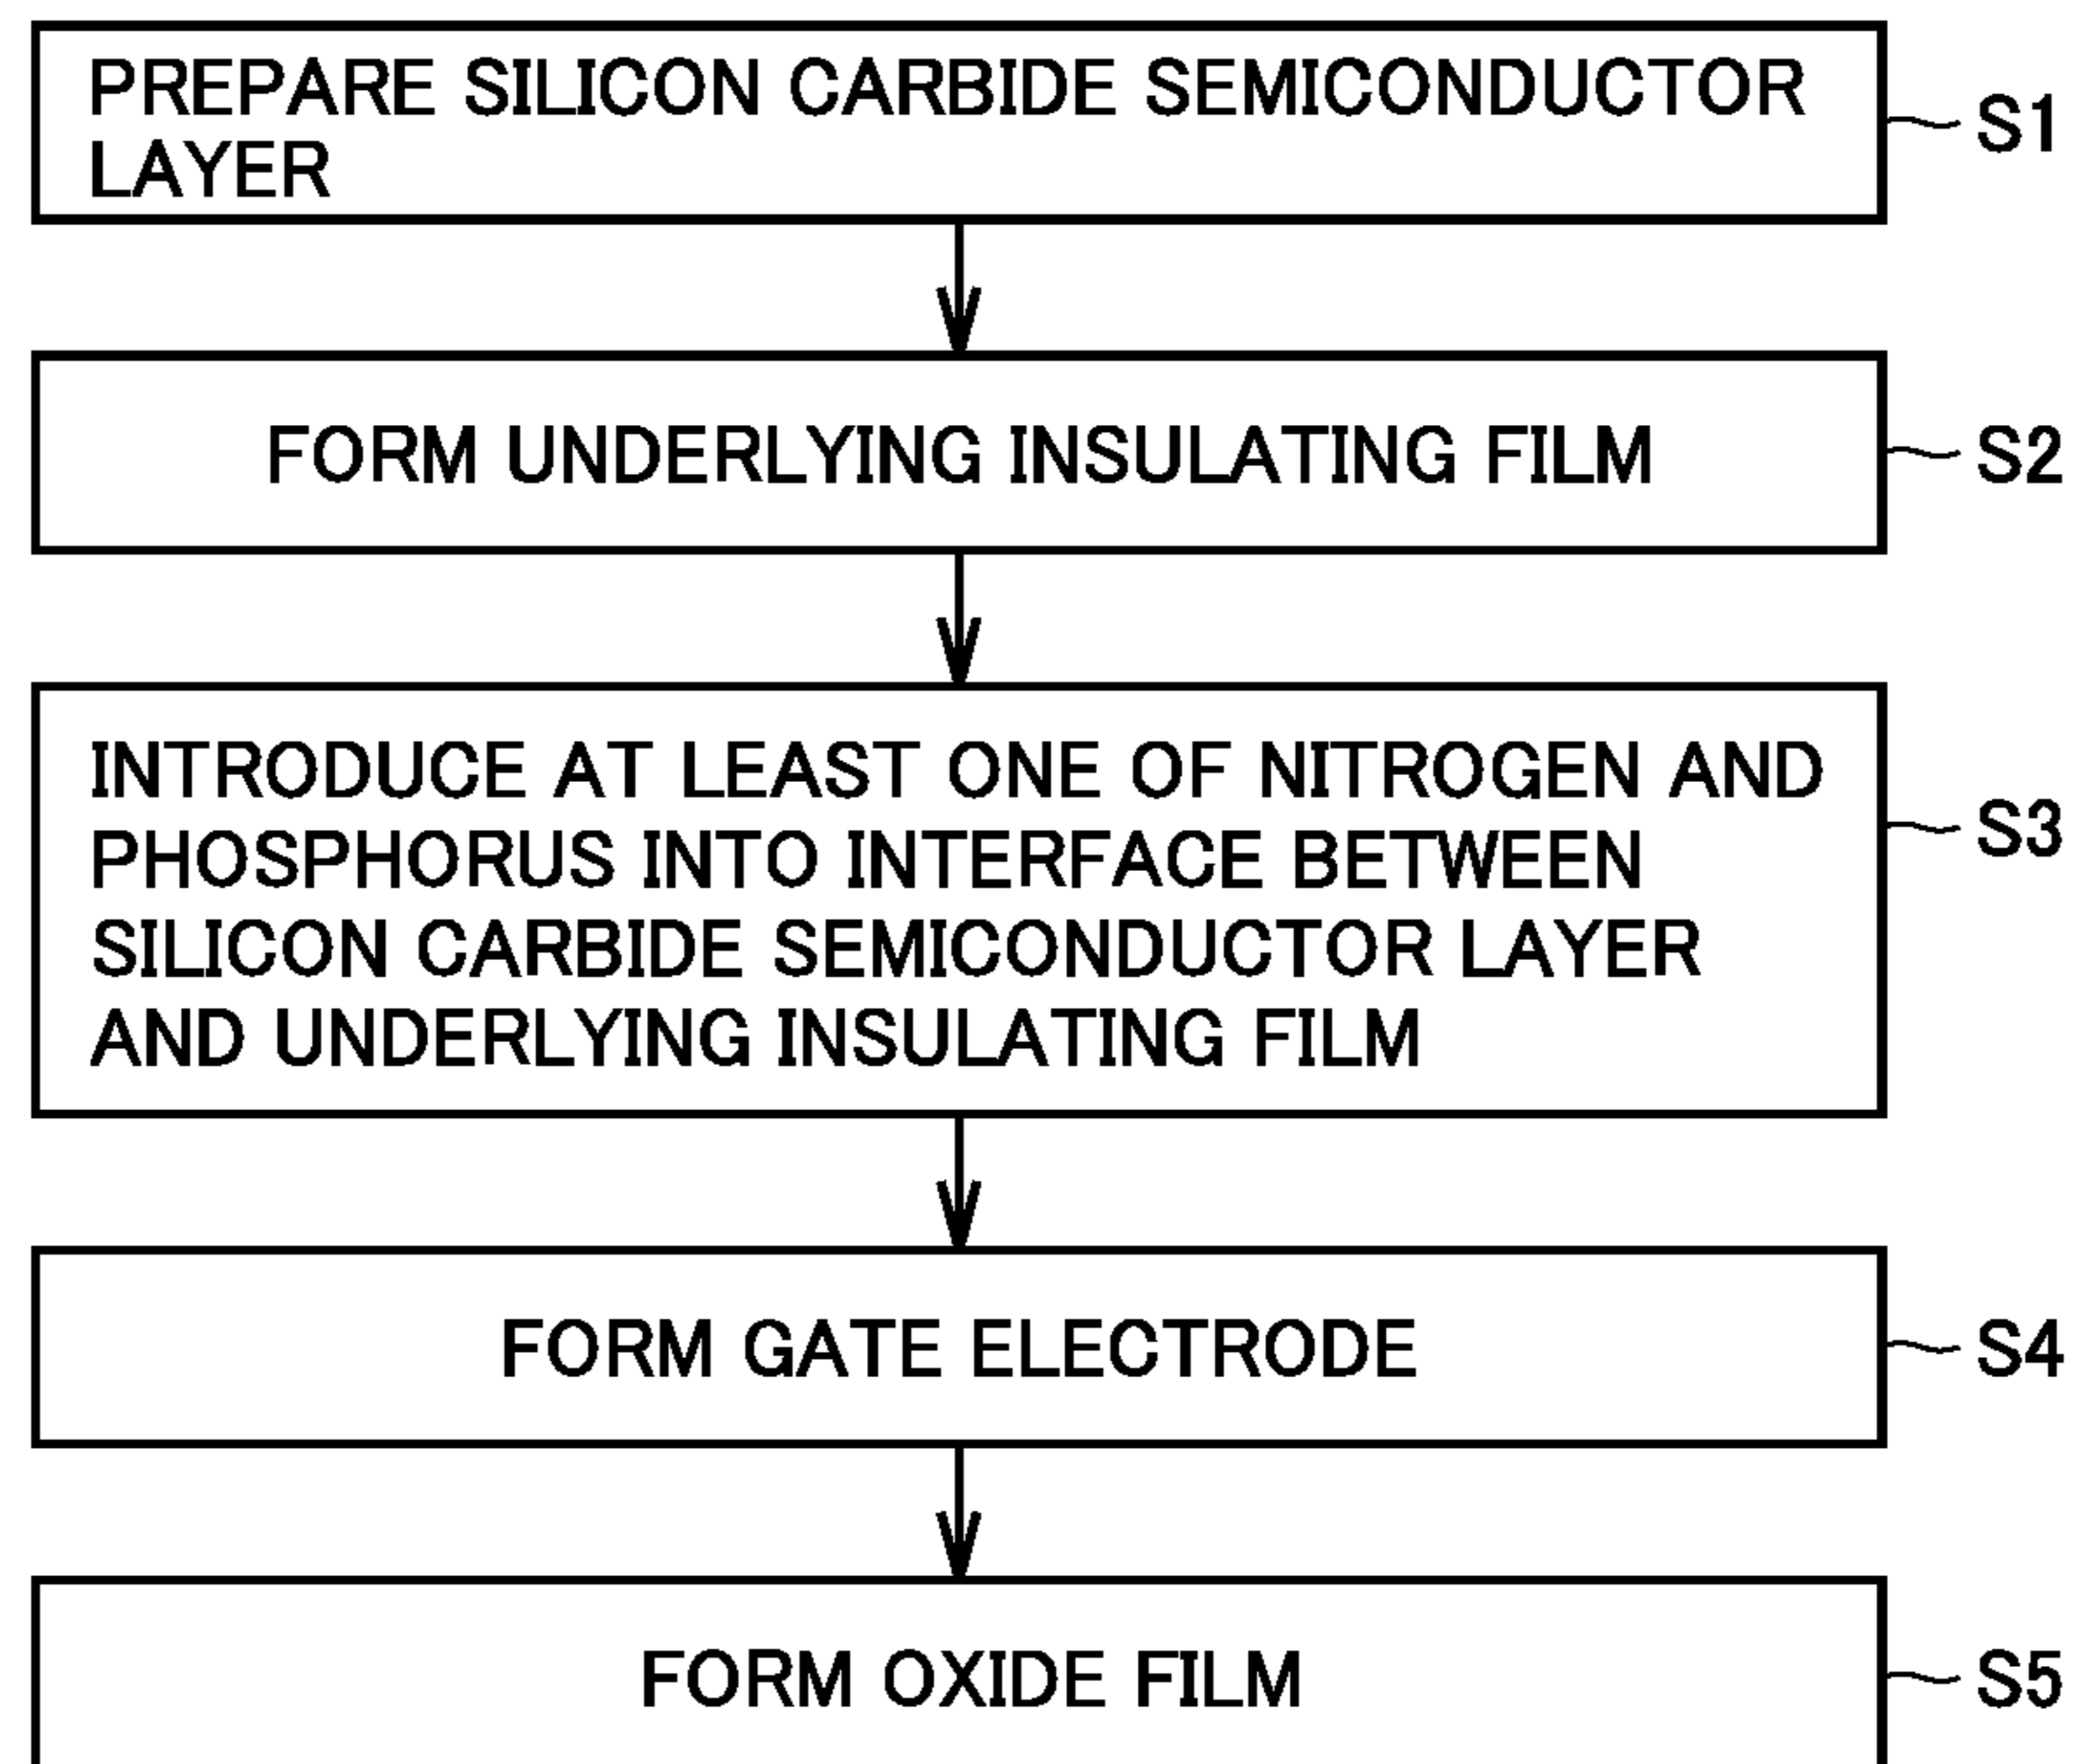 PREPARE SILICON CARBIDE SEMICONDUCTOR
LAYER
S1
FORM UNDERLYING INSULATING FILM
S2
INTRODUCE AT LEAST ONE OF NITROGEN AND
PHOSPHORUS INTO INTERFACE BETWEEN
SILICON CARBIDE SEMICONDUCTOR LAYER
AND UNDERLYING INSULATING FILM
S3
FORM GATE ELECTRODE
S4
FORM OXIDE FILM
S5